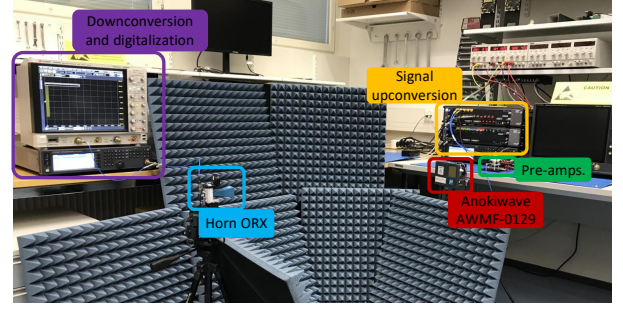 Downconversion
and digitalization
Signal
upconversion
CAUTION
Pre-amps.
Anokiwave
AWMF-0129
Horn ORX